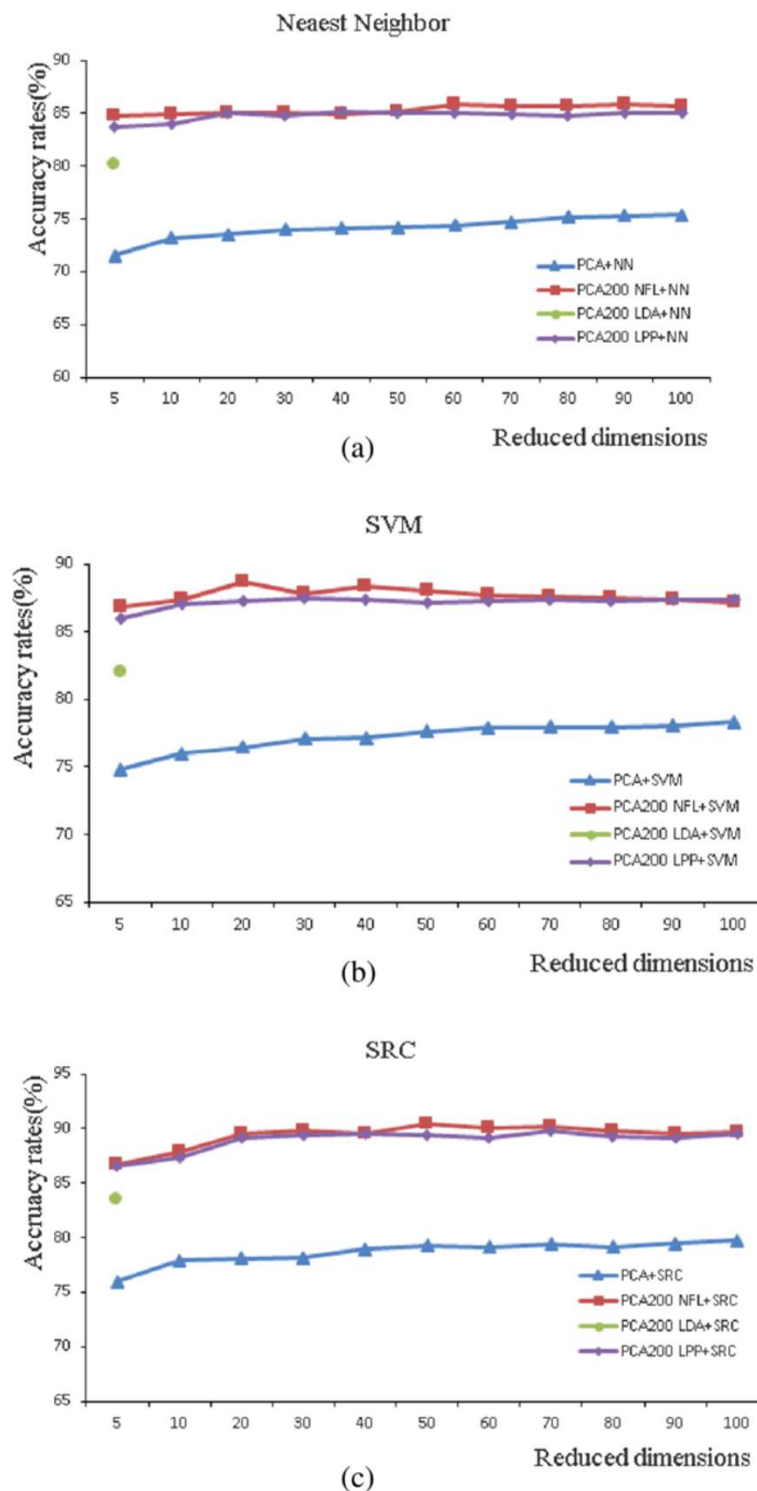 Neaest Neighbor
Accuracy rates(%)
90
85
80
75
70
65
60
PCA+NN
PCA200 NFL+NN
PCA200 LDA+NN
PCA200 LPP+NN
5 10 20 30 40 50 60 70 80 90 100
Reduced dimensions
(a)
SVM
Accuracy rates(%)
90
85
80
75
70
65
PCA+SVM
PCA200 NFL+SVM
PCA200 LDA+SVM
PCA200 LPP+SVM
5 10 20 30 40 50 60 70 80 90 100
(b)
Reduced dimensions
SRC
Accruacy rates(%)
95
90
85
80
75
70
65
PCA+SRC
PCA200 NFL+SRC
PCA200 LDA+SRC
PCA200 LPP+SRC
5 10 20 30 40 50 60 70 80 90 100
Reduced dimensions
(c)